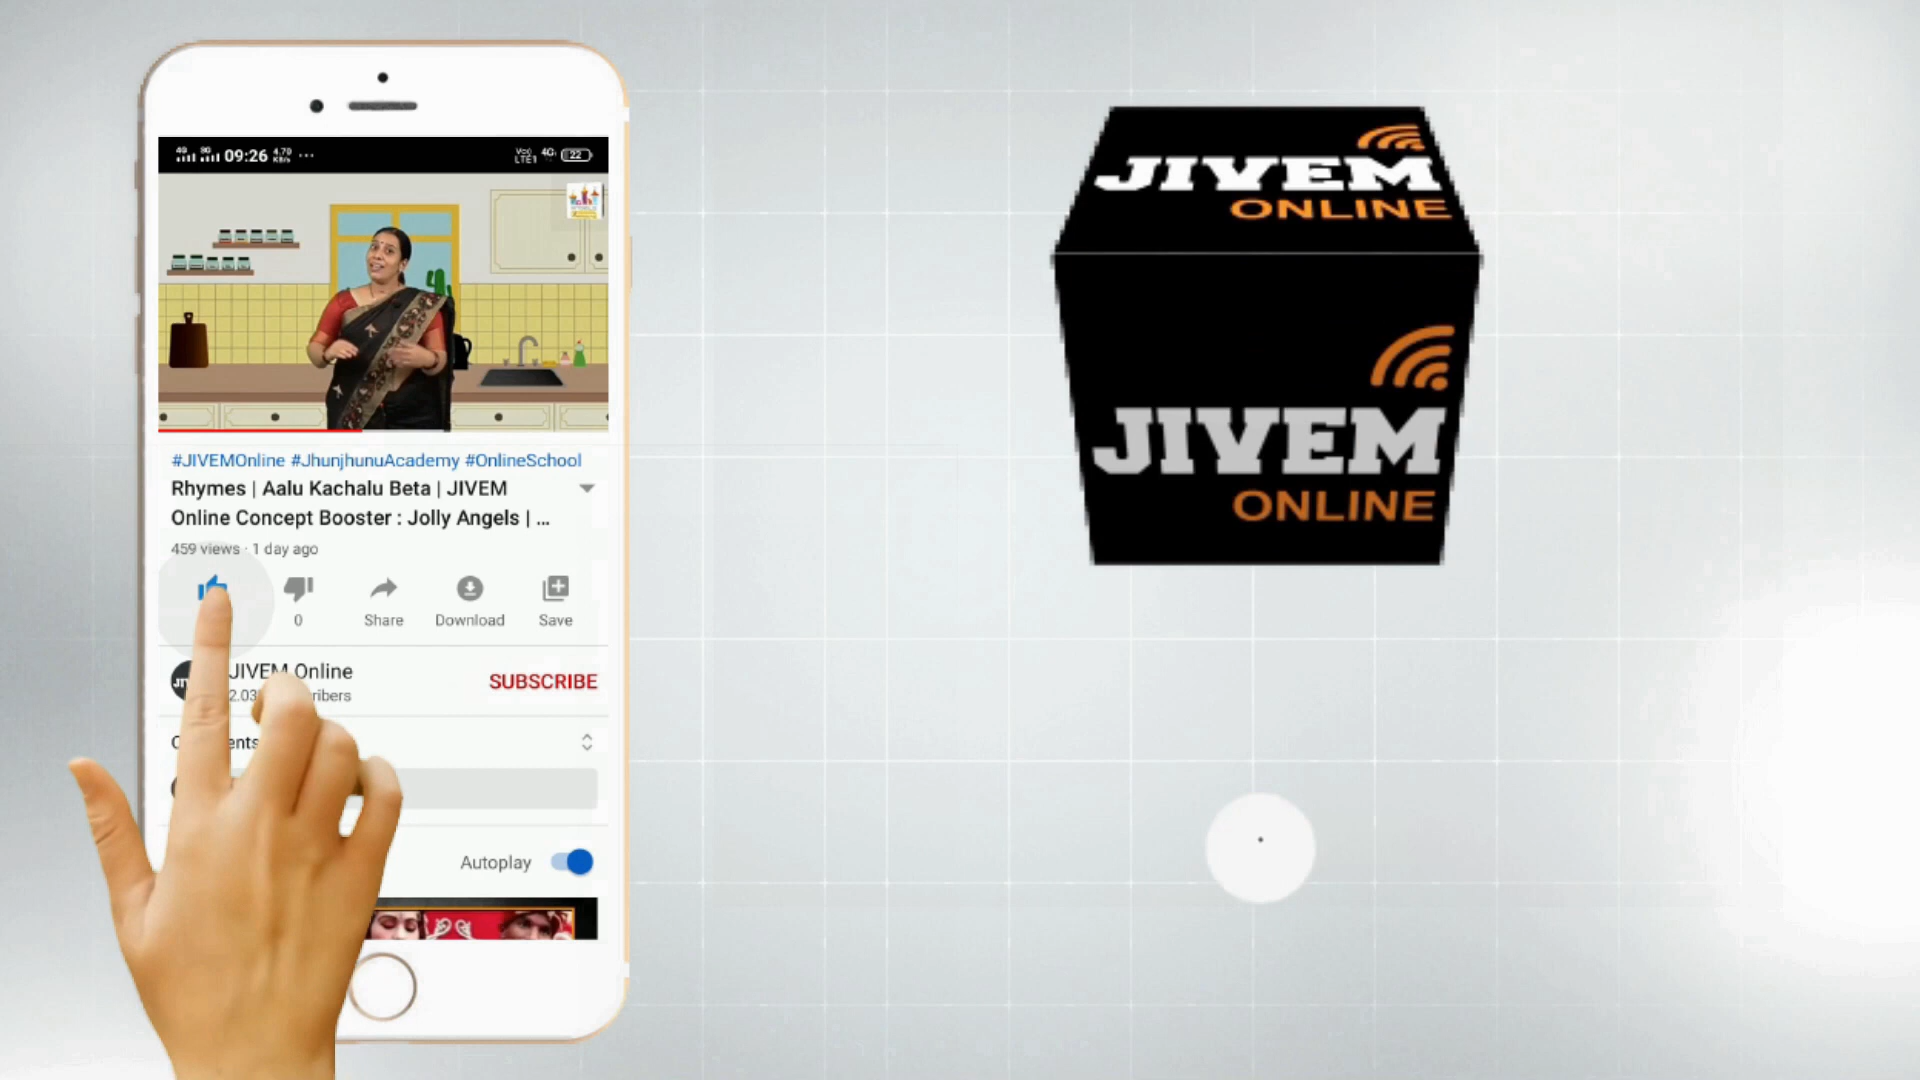 09:26
22
#JIVEMOnline #JhunjhunuAcademy #OnlineSchool
Rhymes | Aalu Kachalu Beta | JIVEM
Online Concept Booster : Jolly Angels | ...
459 views · 1 day ago
0
Share
Download
Save
JIVEM Online
SUBSCRIBE
Autoplay
JIVEM
ONLINE
JIVEM
ONLINE